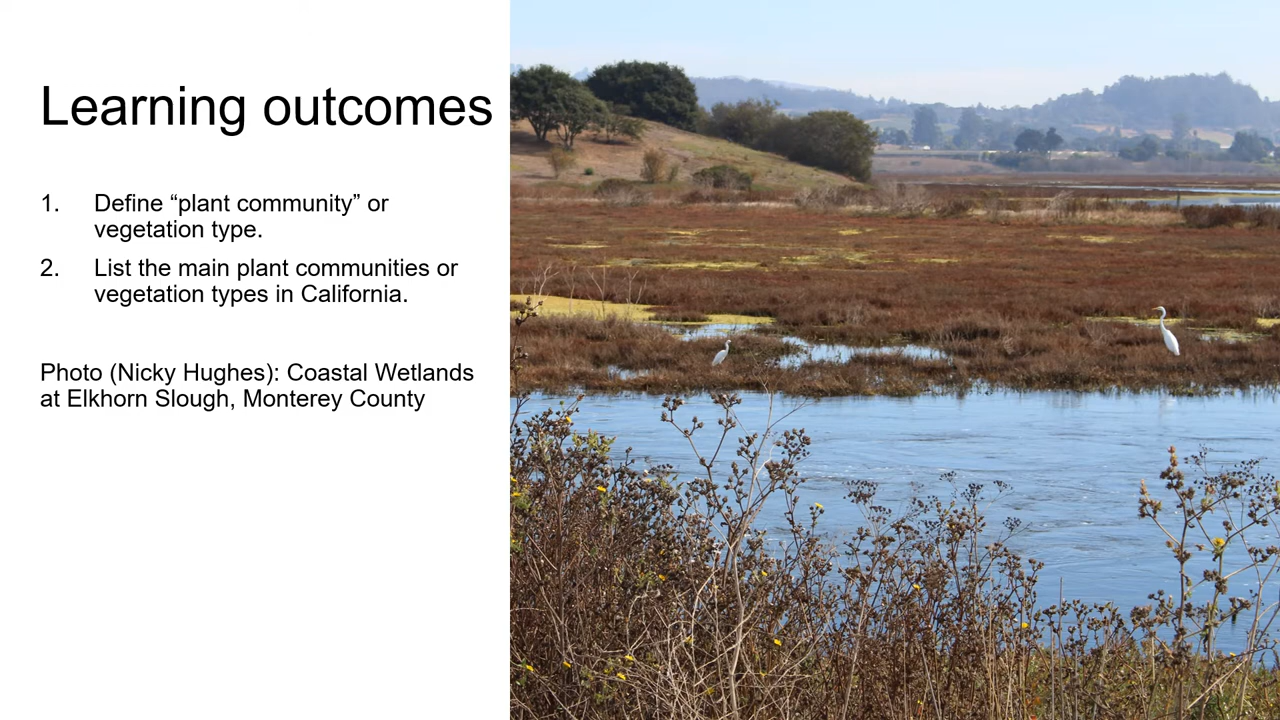 Learning outcomes
1. Define “plant community” or
vegetation type.
2. List the main plant communities or
vegetation types in California.
Photo (Nicky Hughes): Coastal Wetlands
at Elkhorn Slough, Monterey County